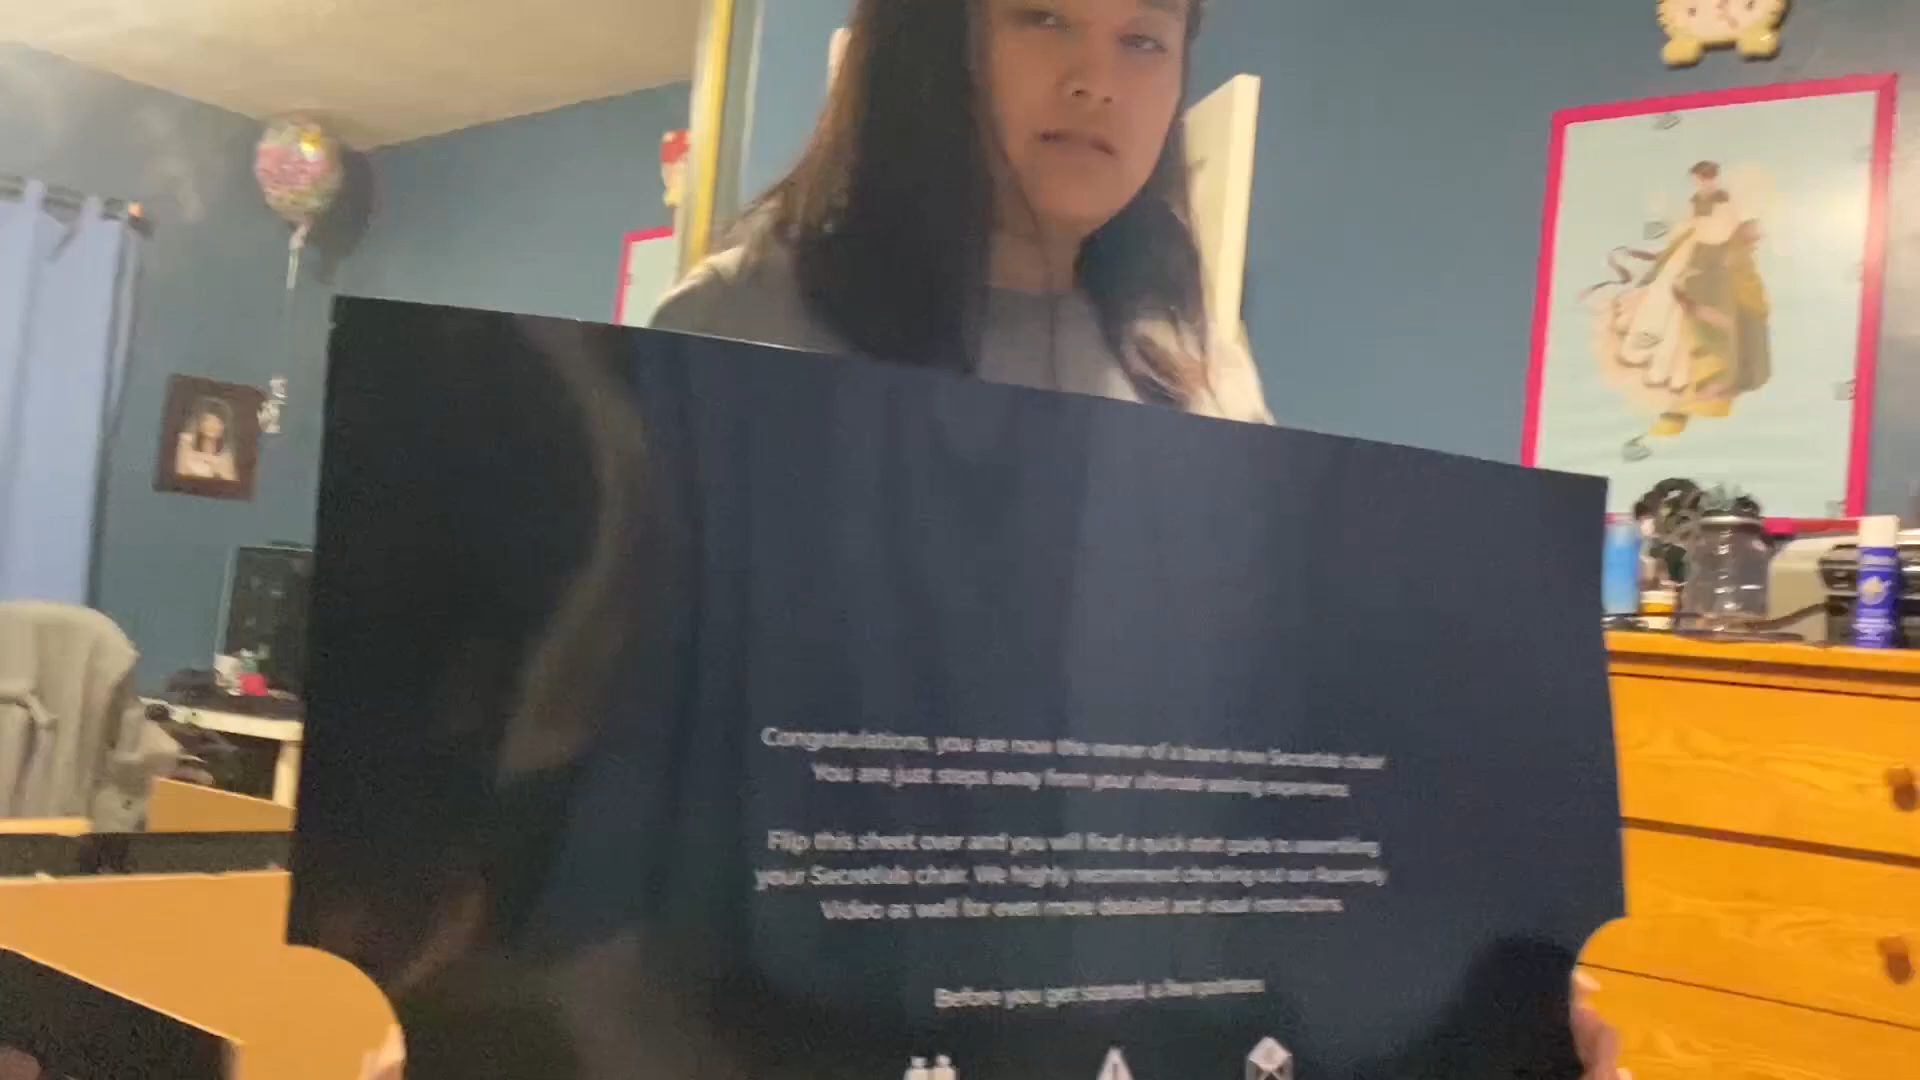 Congratulations, you are now the owner of a brand new Secretlab chair.
You are just steps away from your ultimate seating experience.
Flip this sheet over and you will find a quick start guide to assembling
your Secretlab chair. We highly recommend checking out our Assembly
Video as well for even more detailed and visual instructions.
Before you get started, a few pointers: